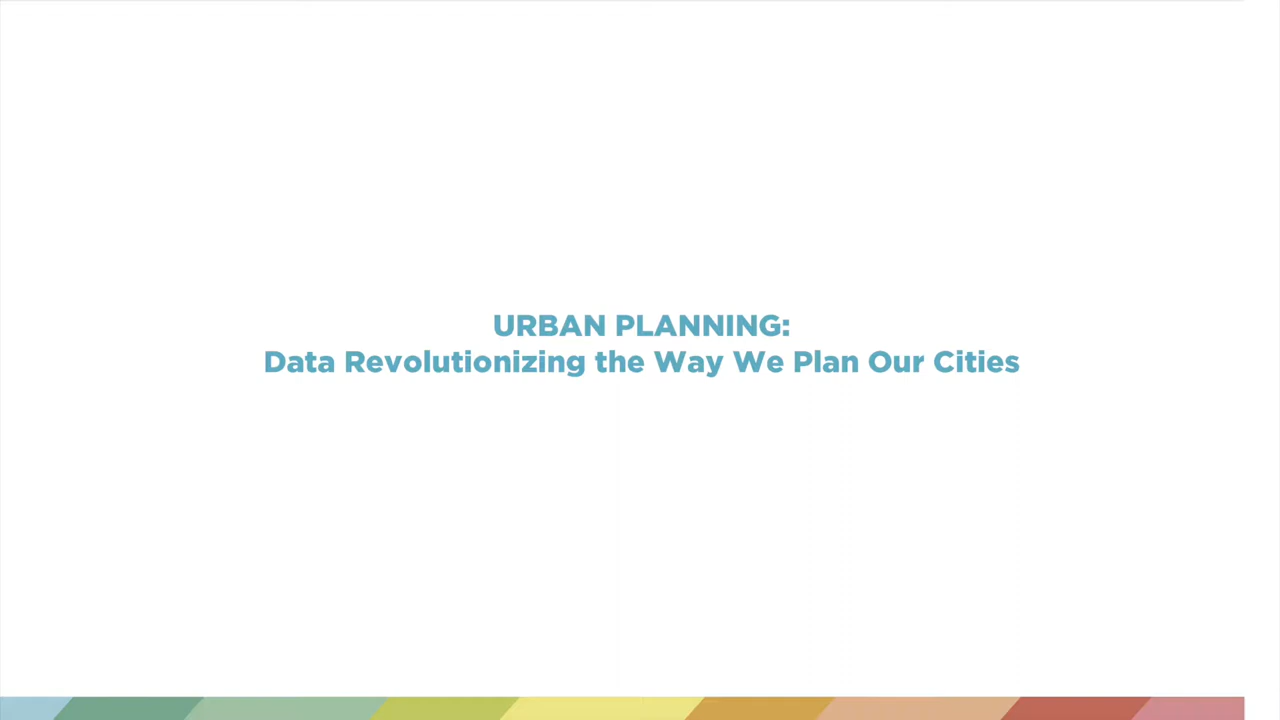 URBAN PLANNING:
Data Revolutionizing the Way We Plan Our Cities